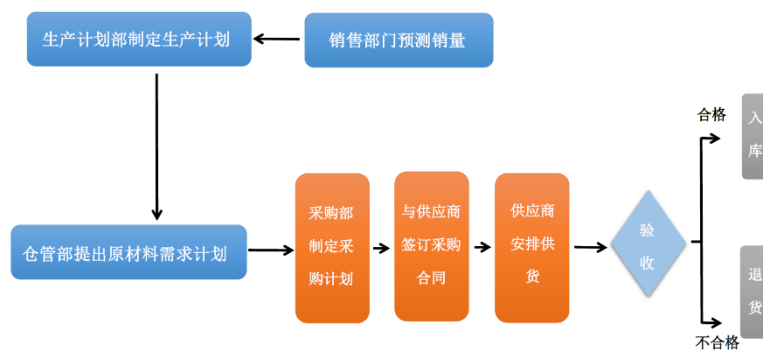 生产计划部制定生产计划
销售部门预测销量
仓管部提出原材料需求计划
采购部
制定采
购计划
与供应商
签订采购
合同
供应商
安排供
货
验
收
合格
入
库
退
货
不合格